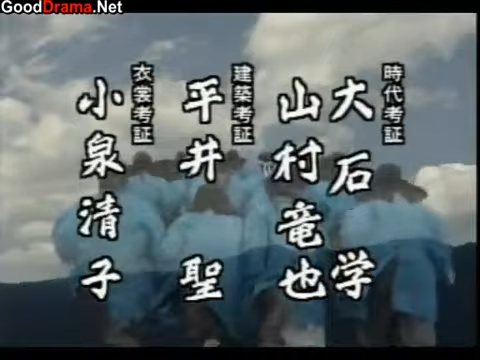 GoodDrama.Net
時代考証
大石学
山村竜也
建築考証
平井聖
衣裳考証
小泉清子